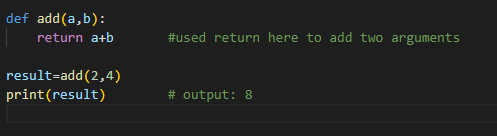 def add(a,b):
    return a+b       #used return here to add two arguments
result=add(2,4)
print(result)        # output: 8